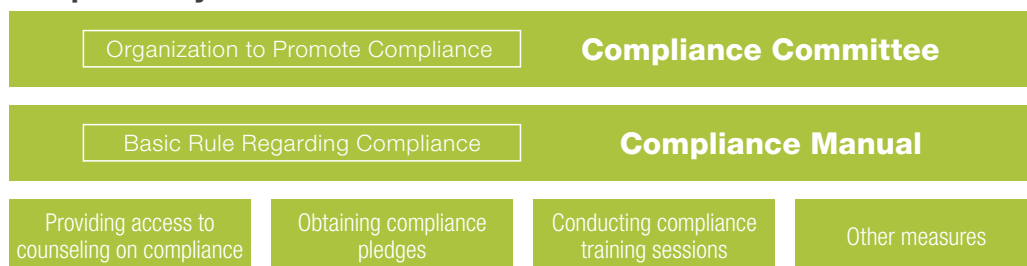 Organization to Promote Compliance Compliance Committee
Basic Rule Regarding Compliance Compliance Manual
Providing access to
counseling on compliance
Obtaining compliance
pledges
Conducting compliance
training sessions
Other measures